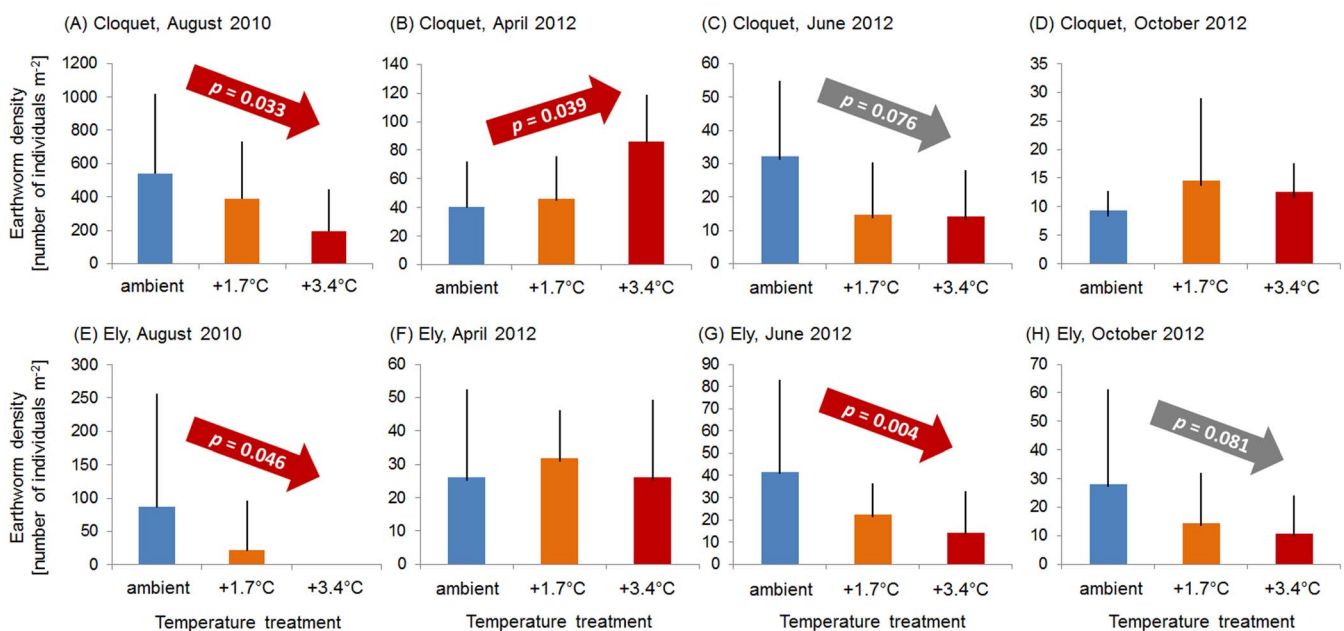 (A) Cloquet, August 2010
Earthworm density
[number of individuals m-2]
1200
1000
800
600
400
200
0
p = 0.033
ambient +1.7°C +3.4°C
(B) Cloquet, April 2012
140
120
100
80
60
40
20
0
p = 0.039
ambient +1.7°C +3.4°C
(C) Cloquet, June 2012
60
50
40
30
20
10
0
p = 0.076
ambient +1.7°C +3.4°C
(D) Cloquet, October 2012
35
30
25
20
15
10
5
0
ambient +1.7°C +3.4°C
(E) Ely, August 2010
Earthworm density
[number of individuals m-2]
300
250
200
150
100
50
0
p = 0.046
ambient +1.7°C +3.4°C
Temperature treatment
(F) Ely, April 2012
60
50
40
30
20
10
0
ambient +1.7°C +3.4°C
Temperature treatment
(G) Ely, June 2012
90
80
70
60
50
40
30
20
10
0
p = 0.004
ambient +1.7°C +3.4°C
Temperature treatment
(H) Ely, October 2012
70
60
50
40
30
20
10
0
p = 0.081
ambient +1.7°C +3.4°C
Temperature treatment